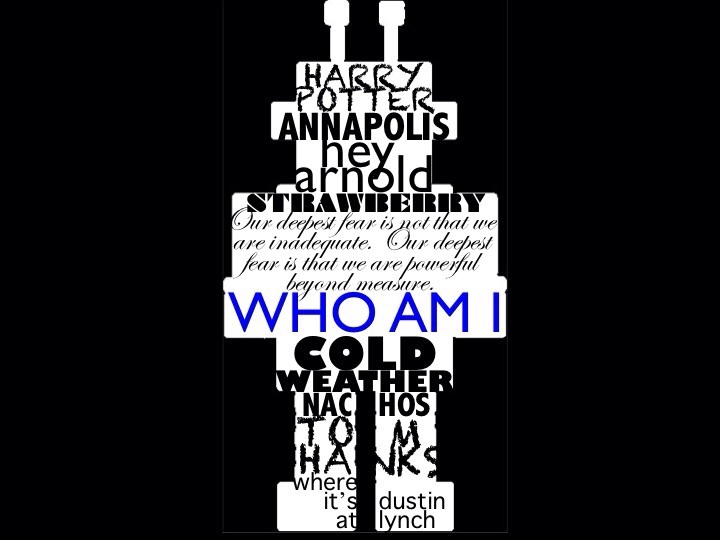 HARRY
POTTER
ANNAPOLIS
hey
arnold
STRAWBERRY
Our deepest fear is not that we
are inadequate. Our deepest
fear is that we are powerful
beyond measure.
WHO AM I
COLD
WEATHER
NACHOS
TOM
HANKS
where
it's dustin
at lynch